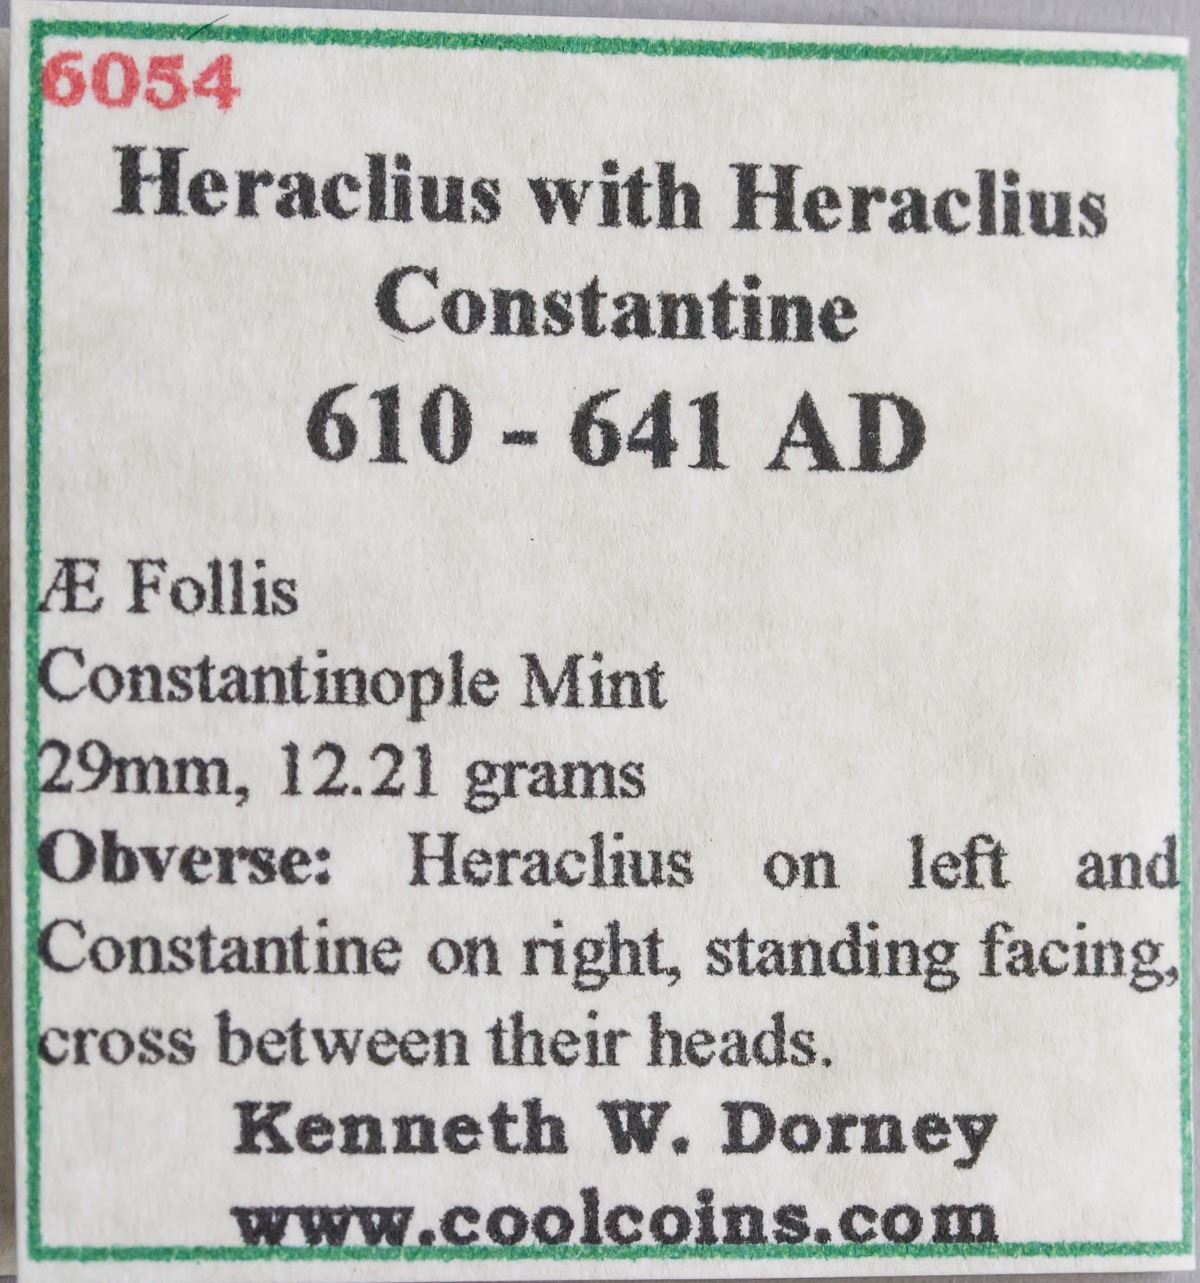 6054
Heraclius with Heraclius
Constantine
610 - 641 AD
Æ Follis
Constantinople Mint
29mm, 12.21 grams
Obverse: Heraclius on left and
Constantine on right, standing facing,
cross between their heads.
Kenneth W. Dorney
www.coolcoins.com